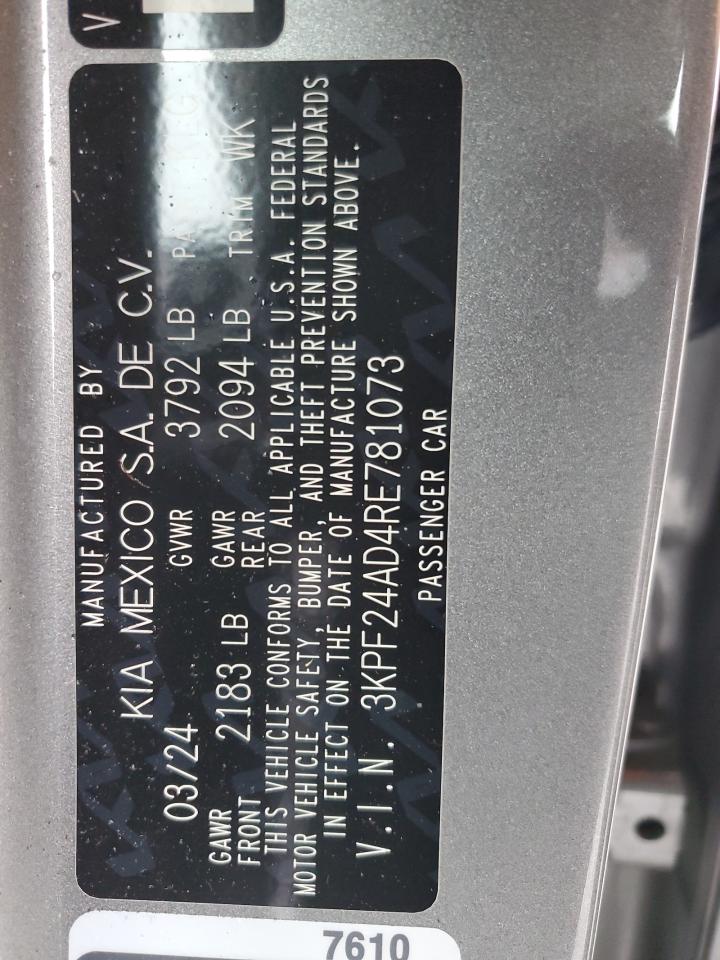 V
MANUFACTURED BY
KIA MEXICO S.A. DE C.V.
03/24 GVWR 3792 LB
GAWR FRONT 2183 LB GAWR REAR 2094 LB TRIM WK
THIS VEHICLE CONFORMS TO ALL APPLICABLE U.S.A. FEDERAL
MOTOR VEHICLE SAFETY, BUMPER, AND THEFT PREVENTION STANDARDS
IN EFFECT ON THE DATE OF MANUFACTURE SHOWN ABOVE.
V.I.N. 3KPF24AD4RE781073
PASSENGER CAR
7610